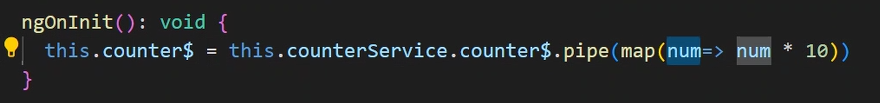 ngOnInit(): void {
this.counter$ = this.counterService.counter$.pipe(map(num=> num * 10))
}